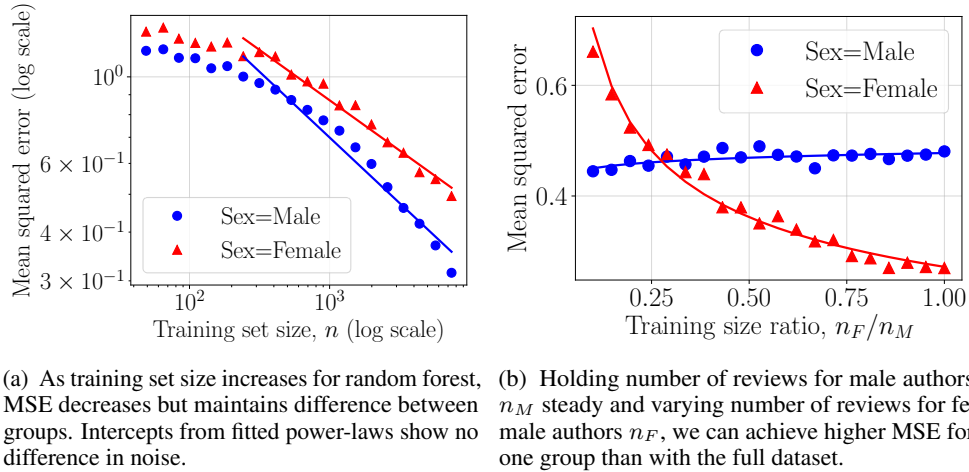 Mean squared error (log scale)
10^0
6 × 10^{-1}
4 × 10^{-1}
3 × 10^{-1}
Sex=Male
Sex=Female
10^2
10^3
Training set size, n (log scale)
Mean squared error
0.6
0.4
Sex=Male
Sex=Female
0.25
0.50
0.75
1.00
Training size ratio, n_F/n_M
(a) As training set size increases for random forest,
MSE decreases but maintains difference between
groups. Intercepts from fitted power-laws show no
difference in noise.
(b) Holding number of reviews for male authors
n_M steady and varying number of reviews for fe-
male authors n_F, we can achieve higher MSE for
one group than with the full dataset.